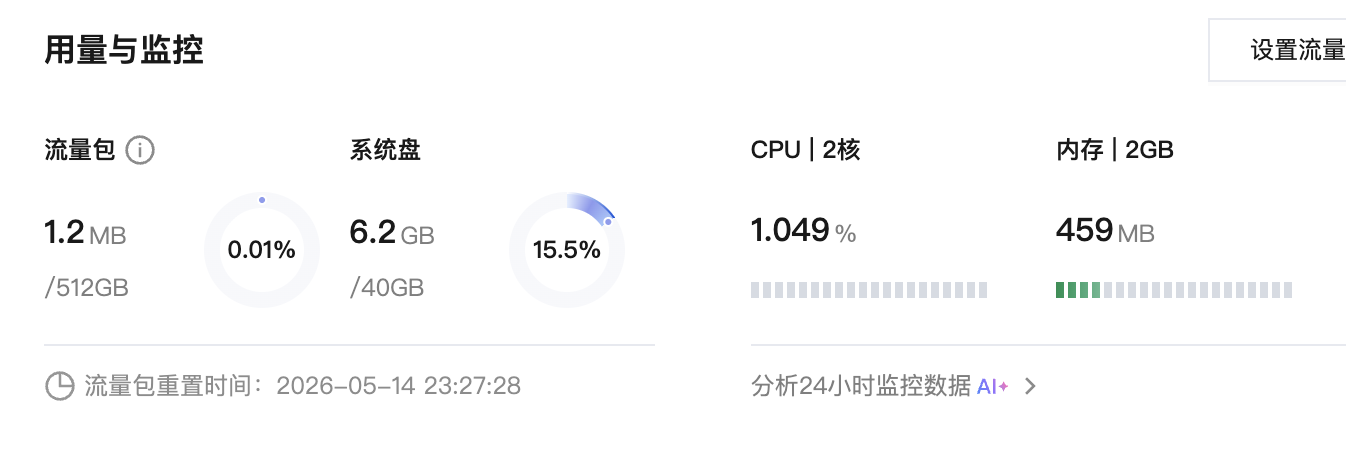 用量与监控
设置流量
流量包
系统盘
CPU | 2核
内存 | 2GB
1.2 MB
/512GB
0.01%
6.2 GB
/40GB
15.5%
1.049 %
459 MB
流量包重置时间：2026-05-14 23:27:28
分析24小时监控数据 AI